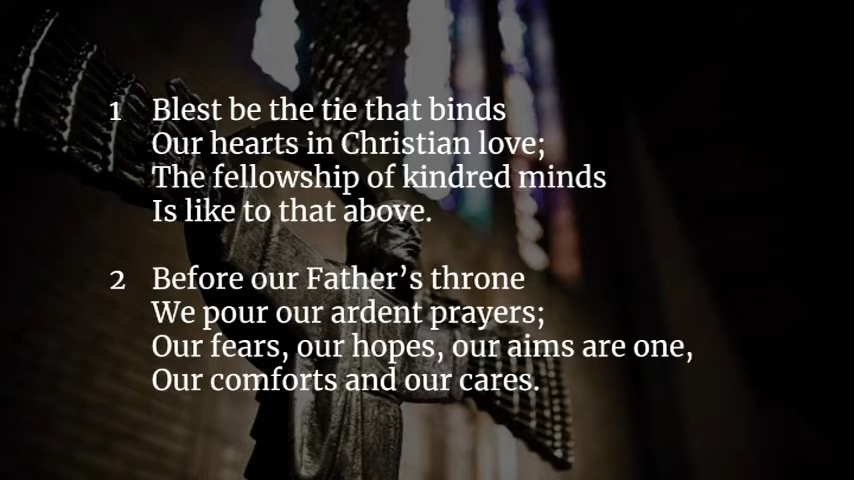 1 Blest be the tie that binds
Our hearts in Christian love;
The fellowship of kindred minds
Is like to that above.
2 Before our Father’s throne
We pour our ardent prayers;
Our fears, our hopes, our aims are one,
Our comforts and our cares.